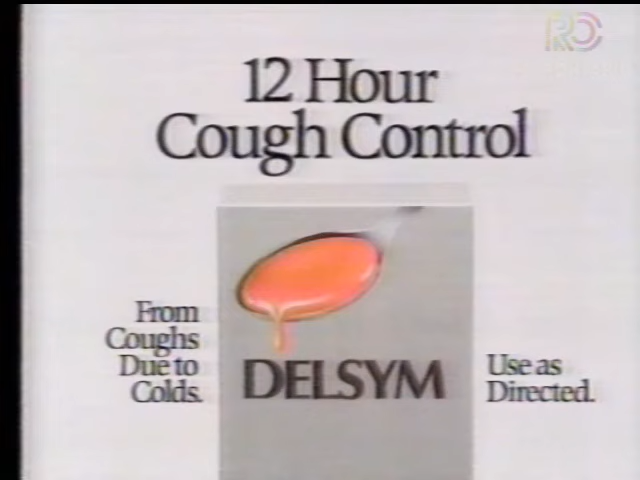 12 Hour
Cough Control
From
Coughs
Due to
Colds.
DELSYM
Use as
Directed.